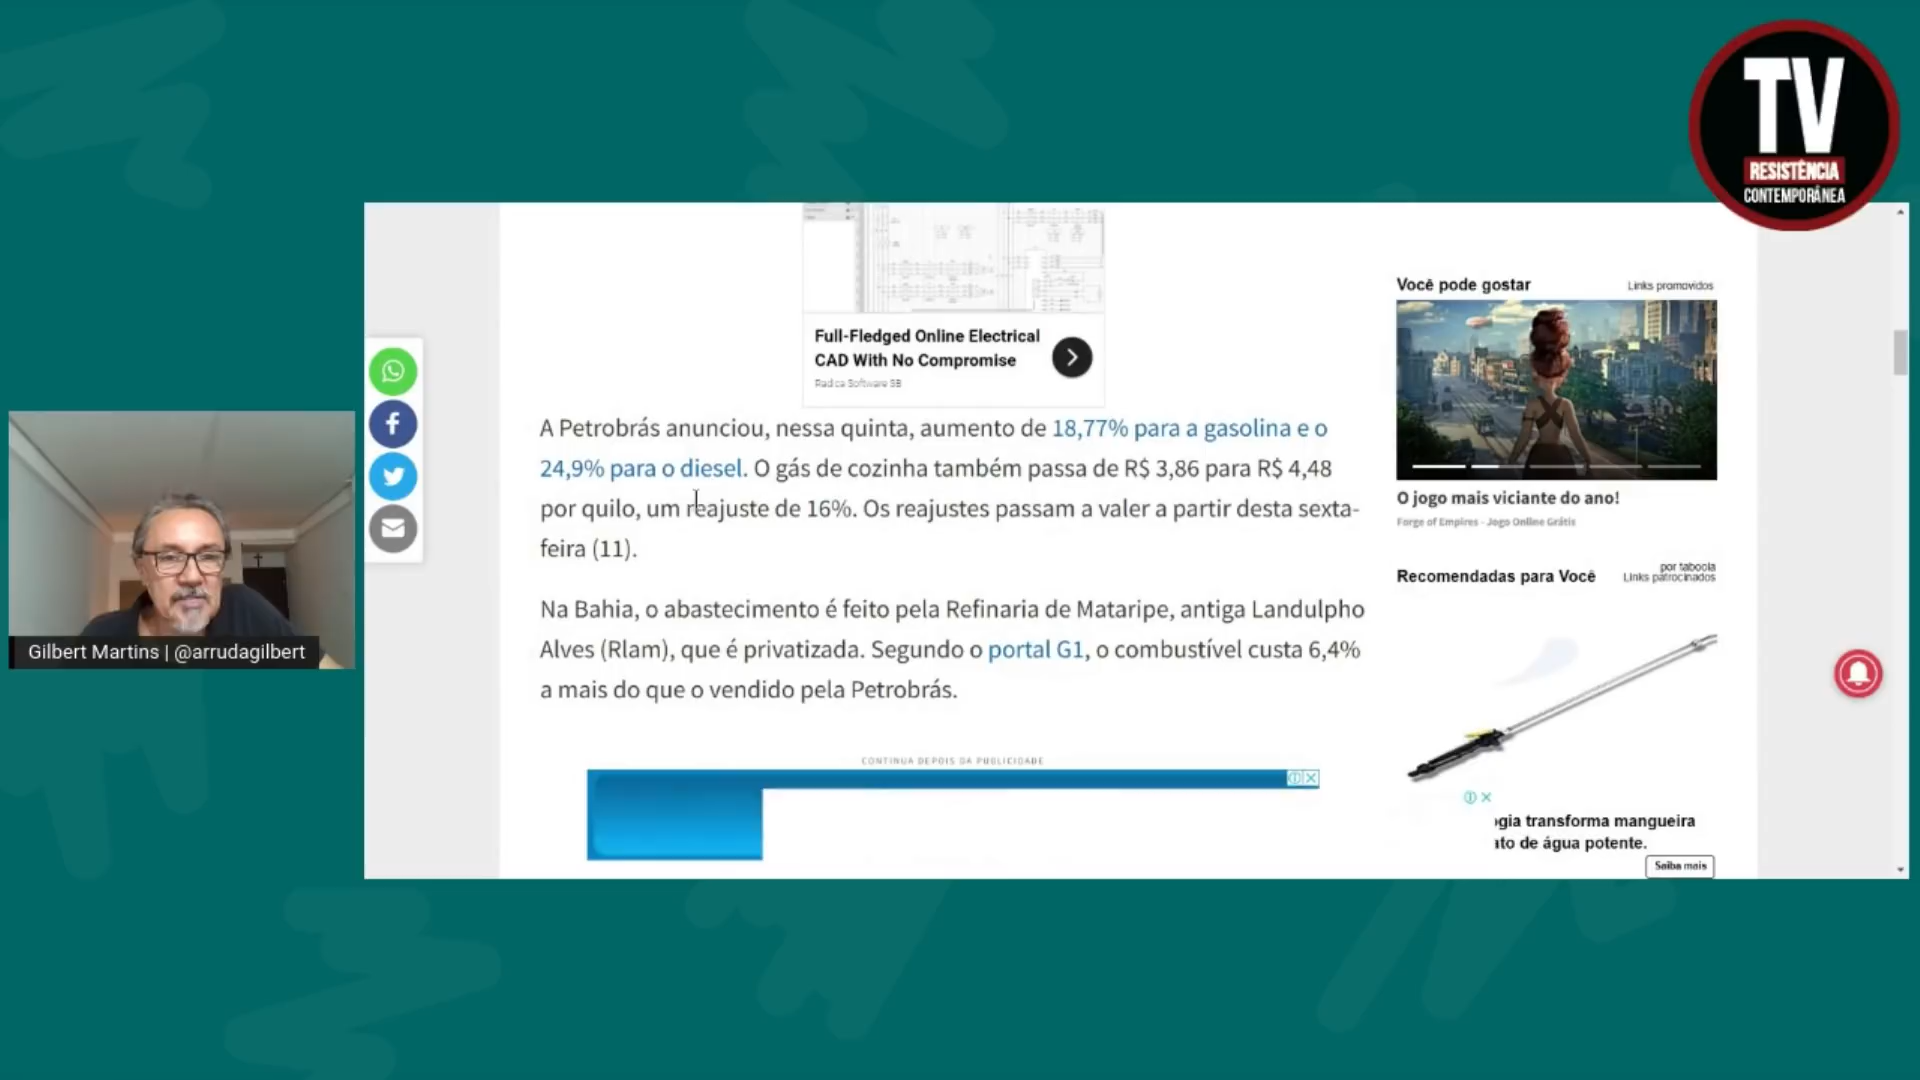 TV
RESISTÊNCIA
CONTEMPORÂNEA
Full-Fledged Online Electrical
CAD With No Compromise
Radica Software SB
A Petrobrás anunciou, nessa quinta, aumento de 18,77% para a gasolina e o
24,9% para o diesel. O gás de cozinha também passa de R$ 3,86 para R$ 4,48
por quilo, um reajuste de 16%. Os reajustes passam a valer a partir desta sexta-
feira (11).
Na Bahia, o abastecimento é feito pela Refinaria de Mataripe, antiga Landulpho
Alves (Rlam), que é privatizada. Segundo o portal G1, o combustível custa 6,4%
a mais do que o vendido pela Petrobrás.
CONTINUA DEPOIS DA PUBLICIDADE
Você pode gostar
Links promovidos
O jogo mais viciante do ano!
Forge of Empires - Jogo Online Grátis
Recomendadas para Você
por taboola
Links patrocinados
ogia transforma mangueira
ato de água potente.
Saiba mais
Gilbert Martins | @arrudagilbert